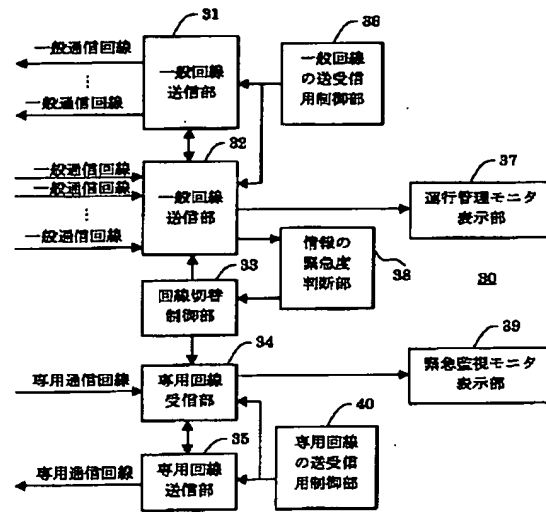 31
36
一般通信回線
一般回線
送信部
一般回線
の送受信
用制御部
一般通信回線
32
一般通信回線
一般通信回線
一般回線
送信部
37
運行管理モニタ
表示部
一般通信回線
33
情報の
緊急度
判断部
38
30
回線切替
制御部
34
39
専用通信回線
専用回線
受信部
緊急監視モニタ
表示部
35
40
専用通信回線
専用回線
送信部
専用回線
の送受信
用制御部